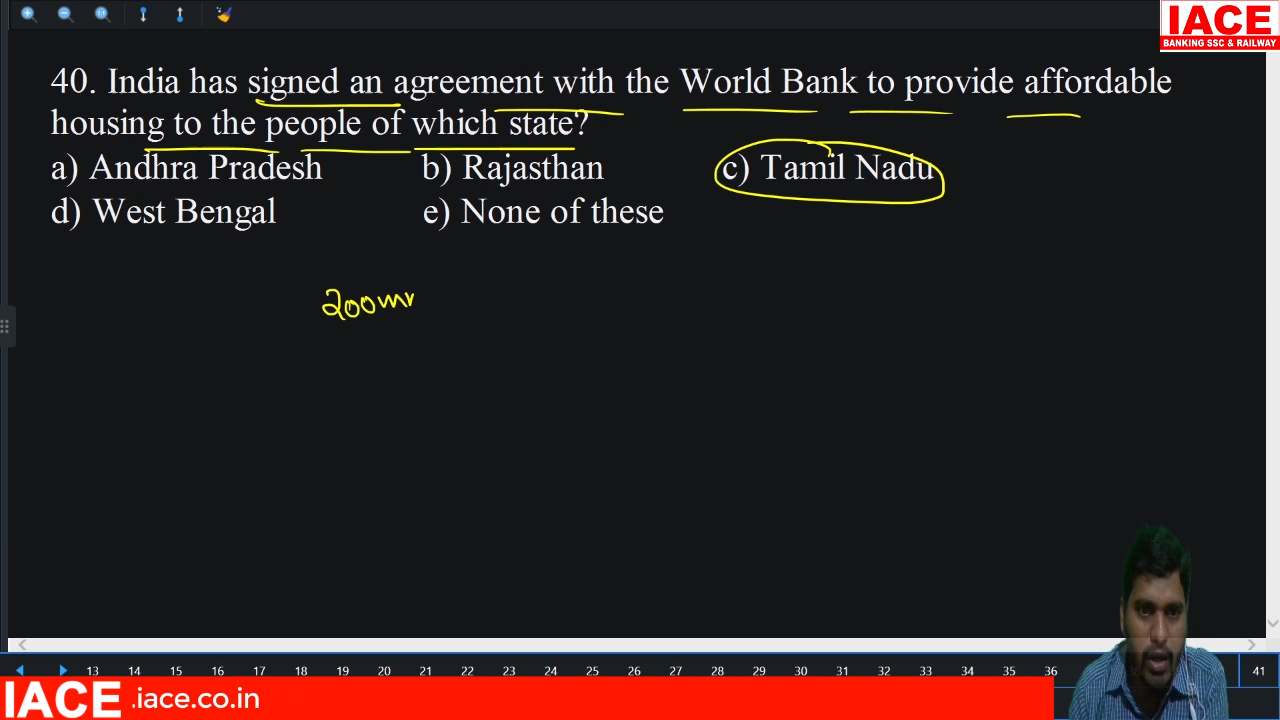 IACE
BANKING SSC & RAILWAY
40. India has signed an agreement with the World Bank to provide affordable
housing to the people of which state?
a) Andhra Pradesh b) Rajasthan c) Tamil Nadu
d) West Bengal e) None of these
200m
13 14 15 16 17 18 19 20 21 22 23 24 25 26 27 28 29 30 31 32 33 34 35 36 41
IACE .iace.co.in